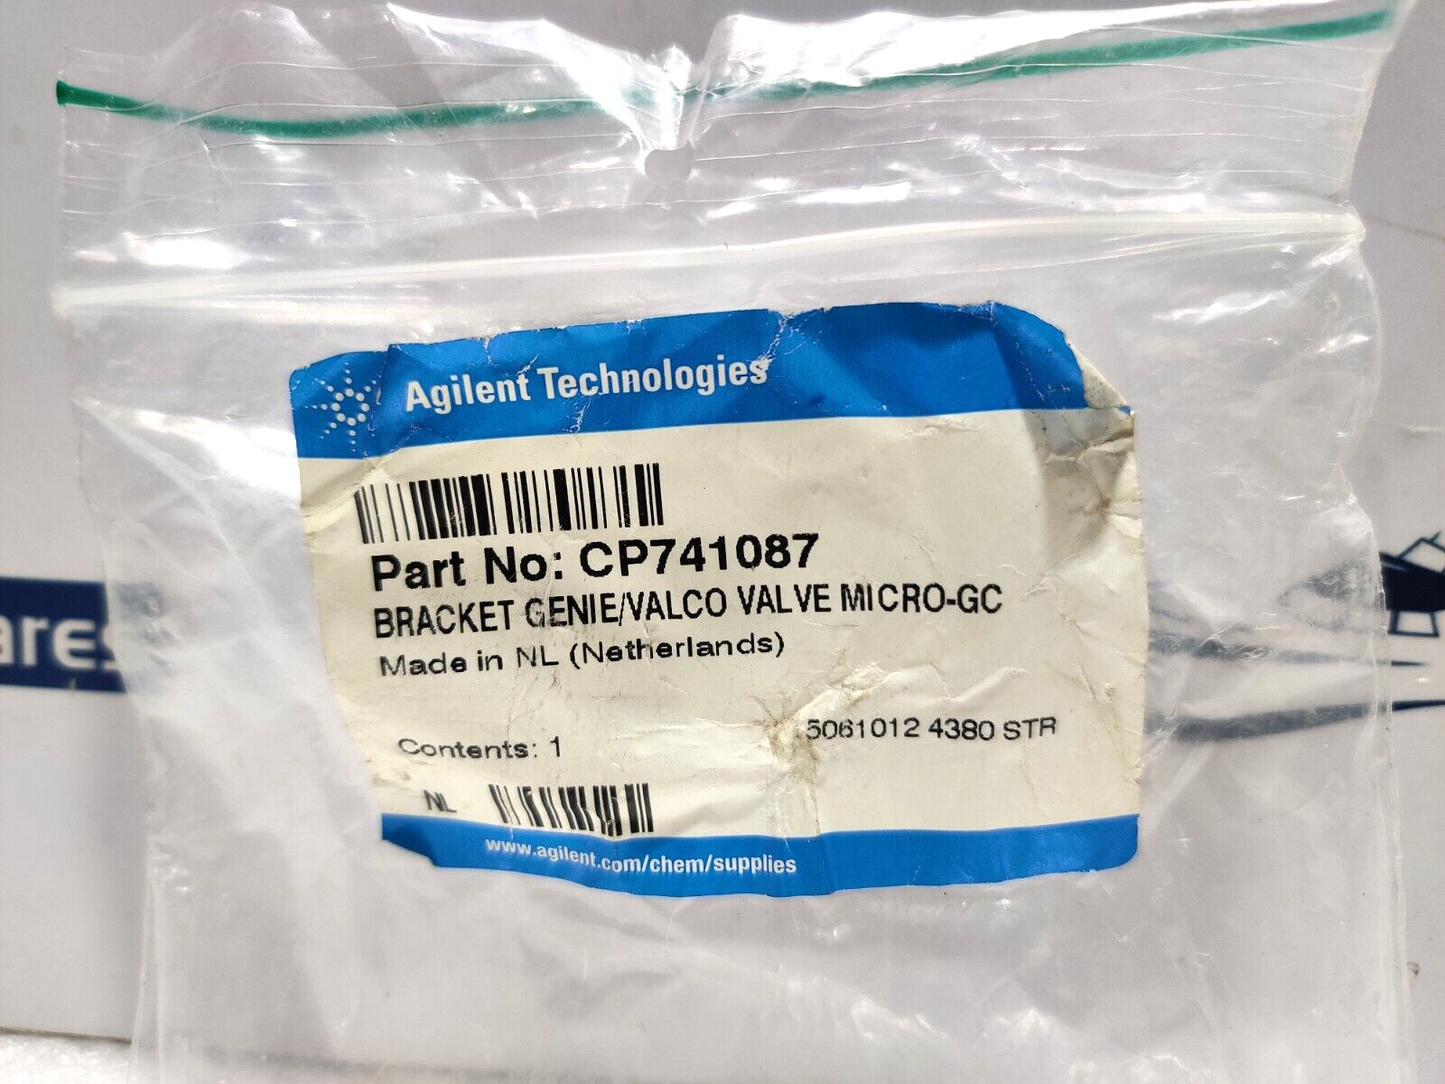 Agilent Technologies
Part No: CP741087
BRACKET GENIE/VALCO VALVE MICRO-GC
Made in NL (Netherlands)
5061012 4380 STR
Contents: 1
NL
www.agilent.com/chem/supplies